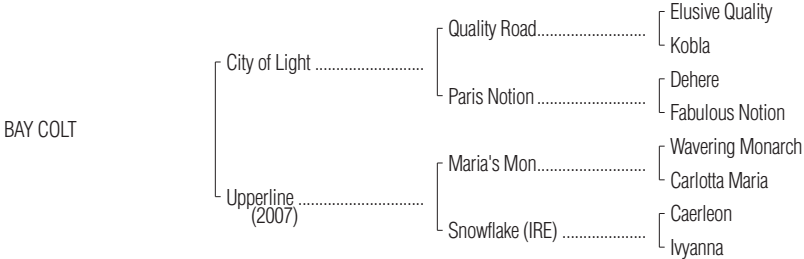 Elusive Quality
Quality Road..........................
Kobla
City of Light ..........................
Dehere
Paris Notion ..........................
Fabulous Notion
BAY COLT
Wavering Monarch
Maria's Mon..........................
Carlotta Maria
Upperline ..............................
(2007)
Caerleon
Snowflake (IRE) ....................
Ivyanna